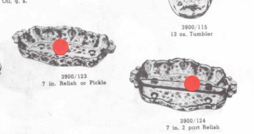 3900/115
13 oz. Tumbler
3900/123
7 in. Relish or Pickle
3900/124
7 in. 2 part Relish